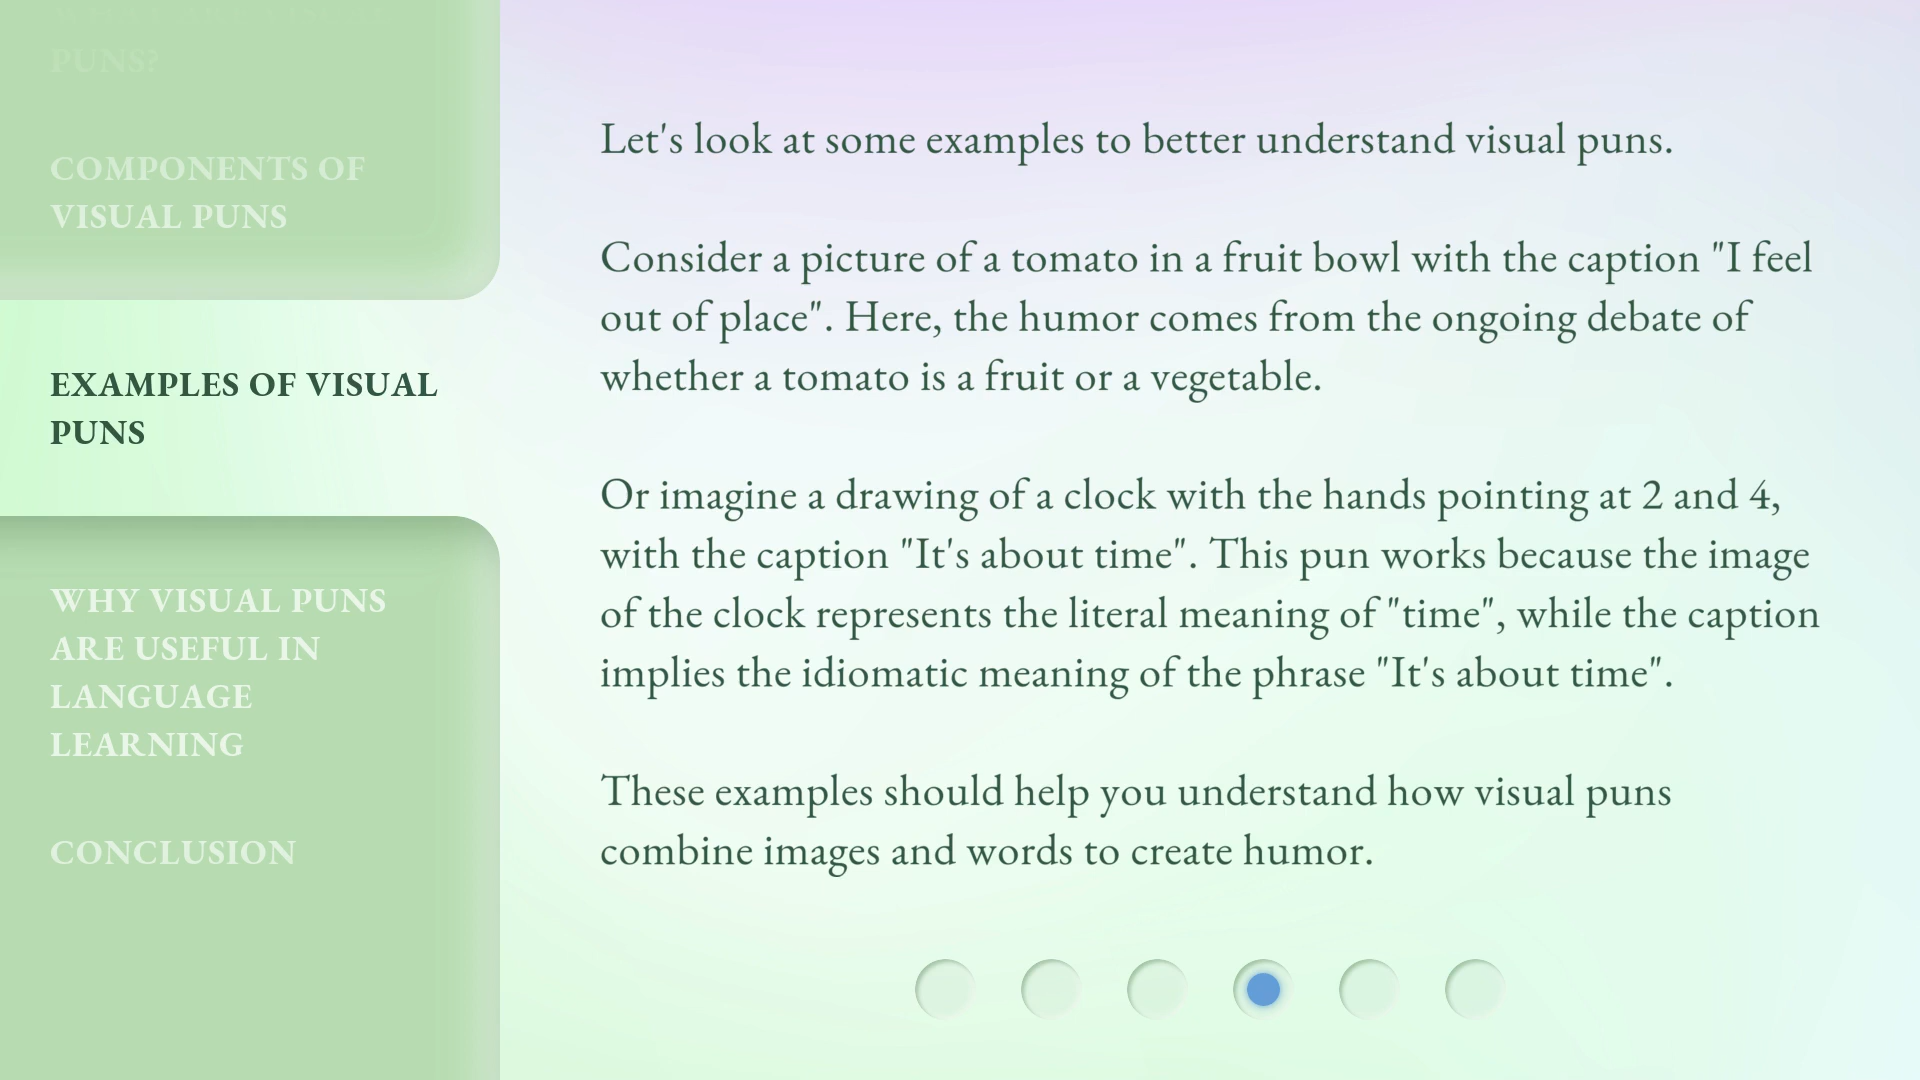 PUNS?
COMPONENTS OF
VISUAL PUNS
EXAMPLES OF VISUAL
PUNS
WHY VISUAL PUNS
ARE USEFUL IN
LANGUAGE
LEARNING
CONCLUSION
Let's look at some examples to better understand visual puns.
Consider a picture of a tomato in a fruit bowl with the caption "I feel
out of place". Here, the humor comes from the ongoing debate of
whether a tomato is a fruit or a vegetable.
Or imagine a drawing of a clock with the hands pointing at 2 and 4,
with the caption "It's about time". This pun works because the image
of the clock represents the literal meaning of "time", while the caption
implies the idiomatic meaning of the phrase "It's about time".
These examples should help you understand how visual puns
combine images and words to create humor.